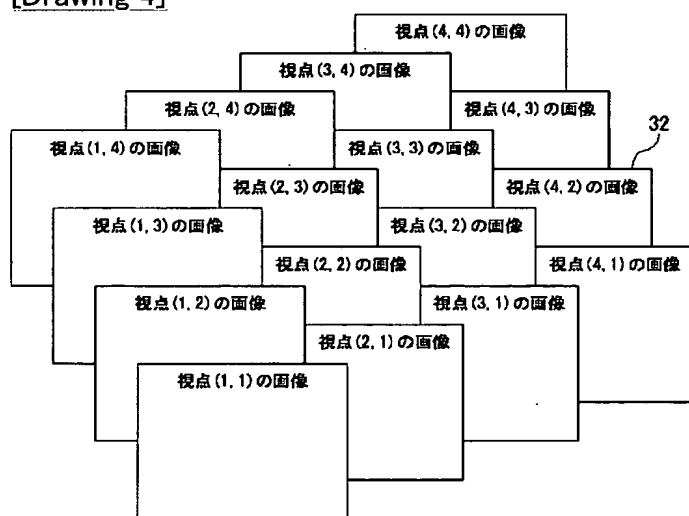 [Drawing 4]
視点(4, 4)の画像
視点(3, 4)の画像
視点(2, 4)の画像
視点(4, 3)の画像
32
視点(1, 4)の画像
視点(3, 3)の画像
視点(2, 3)の画像
視点(4, 2)の画像
視点(1, 3)の画像
視点(3, 2)の画像
視点(2, 2)の画像
視点(4, 1)の画像
視点(1, 2)の画像
視点(3, 1)の画像
視点(2, 1)の画像
視点(1, 1)の画像